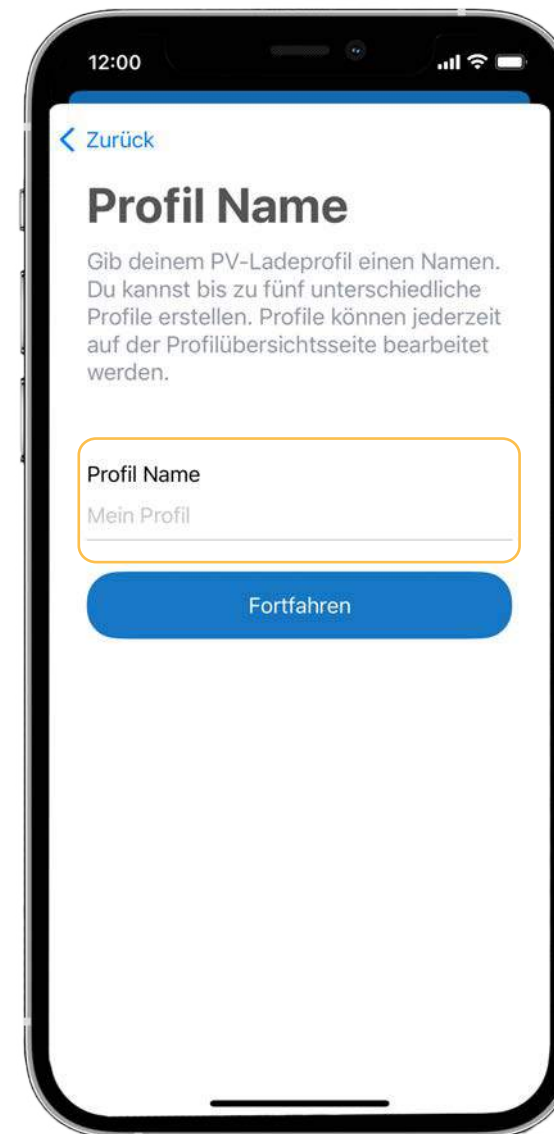 12:00
Zurück
Profil Name
Gib deinem PV-Ladeprofil einen Namen.
Du kannst bis zu fünf unterschiedliche
Profile erstellen. Profile können jederzeit
auf der Profilübersichtsseite bearbeitet
werden.
Profil Name
Mein Profil
Fortfahren